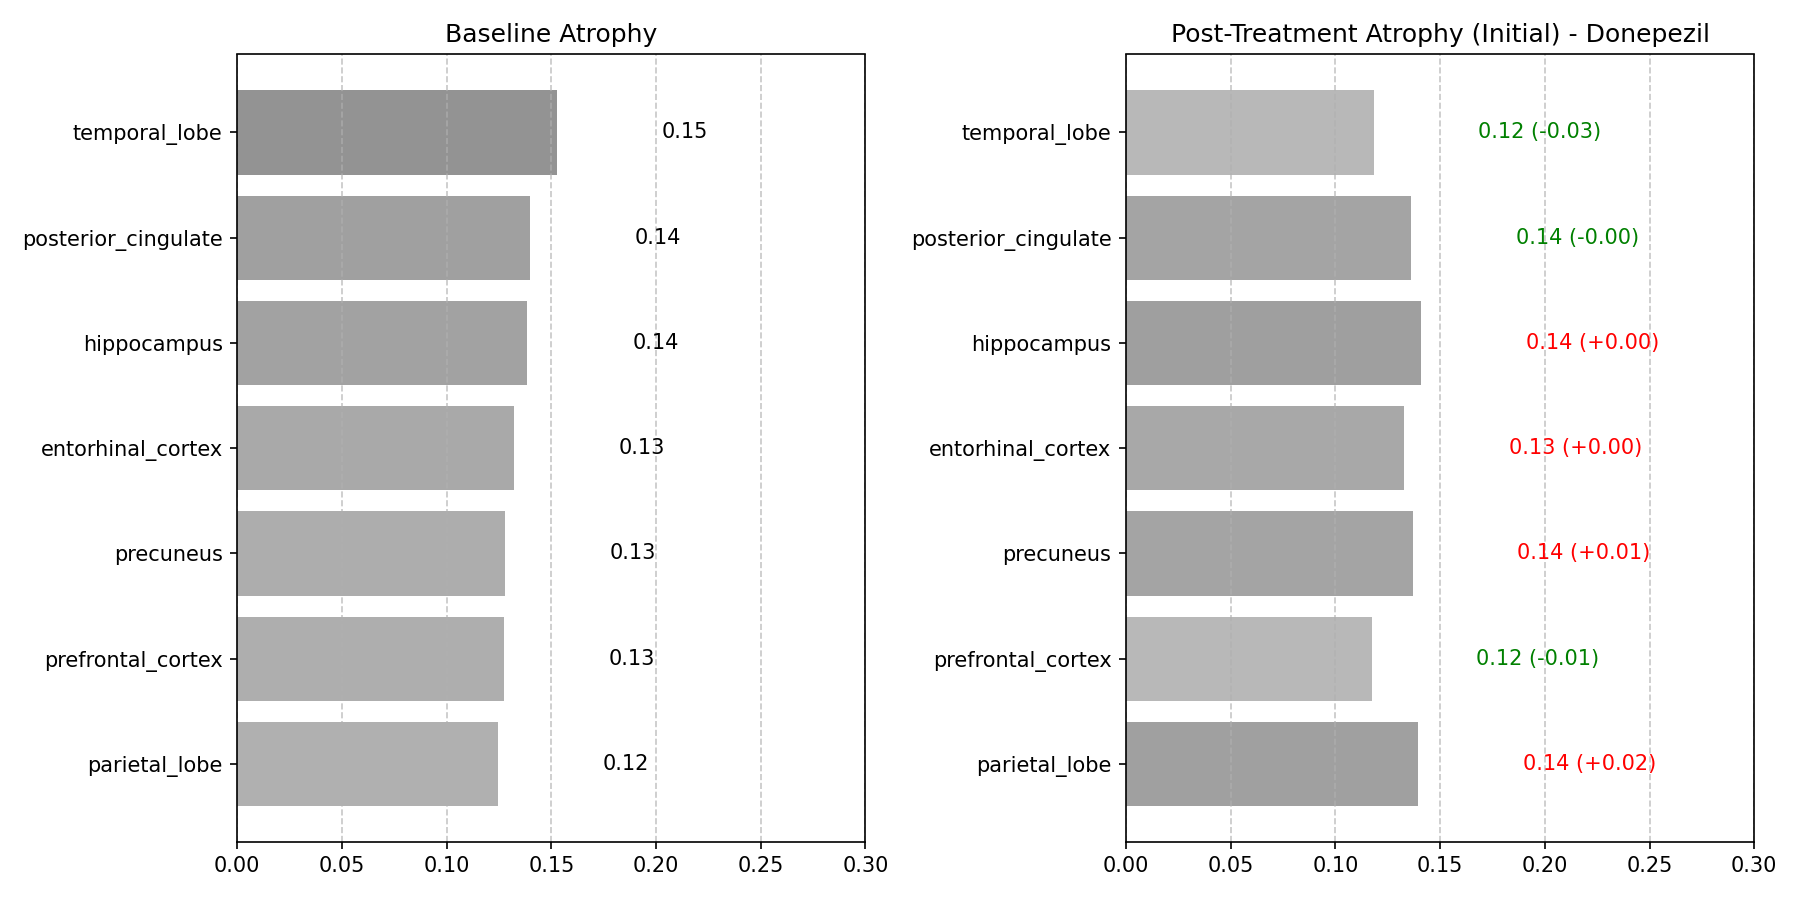 Baseline Atrophy
temporal_lobe
0.15
posterior_cingulate
0.14
hippocampus
0.14
entorhinal_cortex
0.13
precuneus
0.13
prefrontal_cortex
0.13
parietal_lobe
0.12
0.00 0.05 0.10 0.15 0.20 0.25 0.30
Post-Treatment Atrophy (Initial) - Donepezil
temporal_lobe
0.12 (-0.03)
posterior_cingulate
0.14 (-0.00)
hippocampus
0.14 (+0.00)
entorhinal_cortex
0.13 (+0.00)
precuneus
0.14 (+0.01)
prefrontal_cortex
0.12 (-0.01)
parietal_lobe
0.14 (+0.02)
0.00 0.05 0.10 0.15 0.20 0.25 0.30